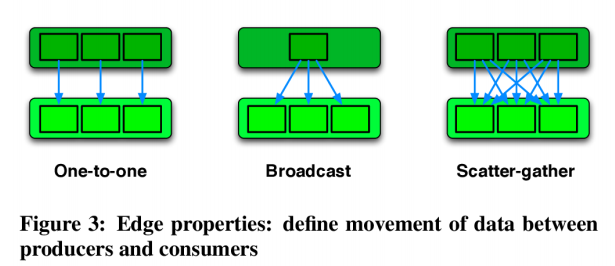 One-to-one
Broadcast
Scatter-gather
Figure 3: Edge properties: define movement of data between
producers and consumers